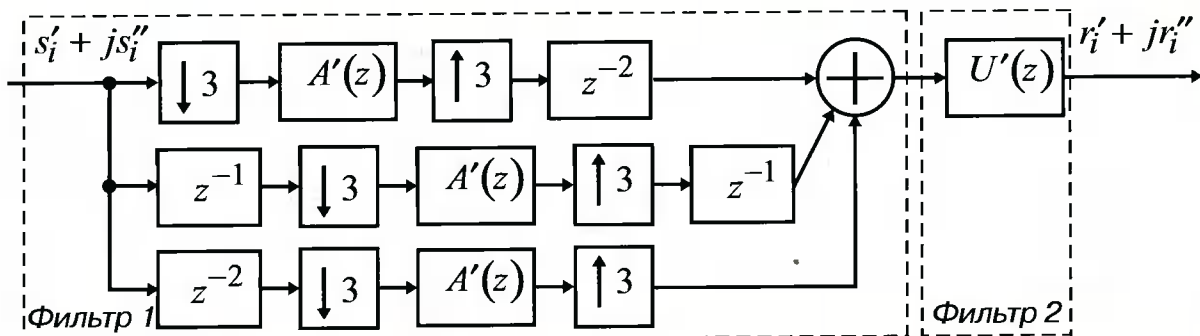 s′ᵢ + js″ᵢ
↓ 3
A′(z)
↑ 3
z⁻²
U′(z)
r′ᵢ + jr″ᵢ
z⁻¹
↓ 3
A′(z)
↑ 3
z⁻¹
z⁻²
↓ 3
A′(z)
↑ 3
Фильтр 1
Фильтр 2